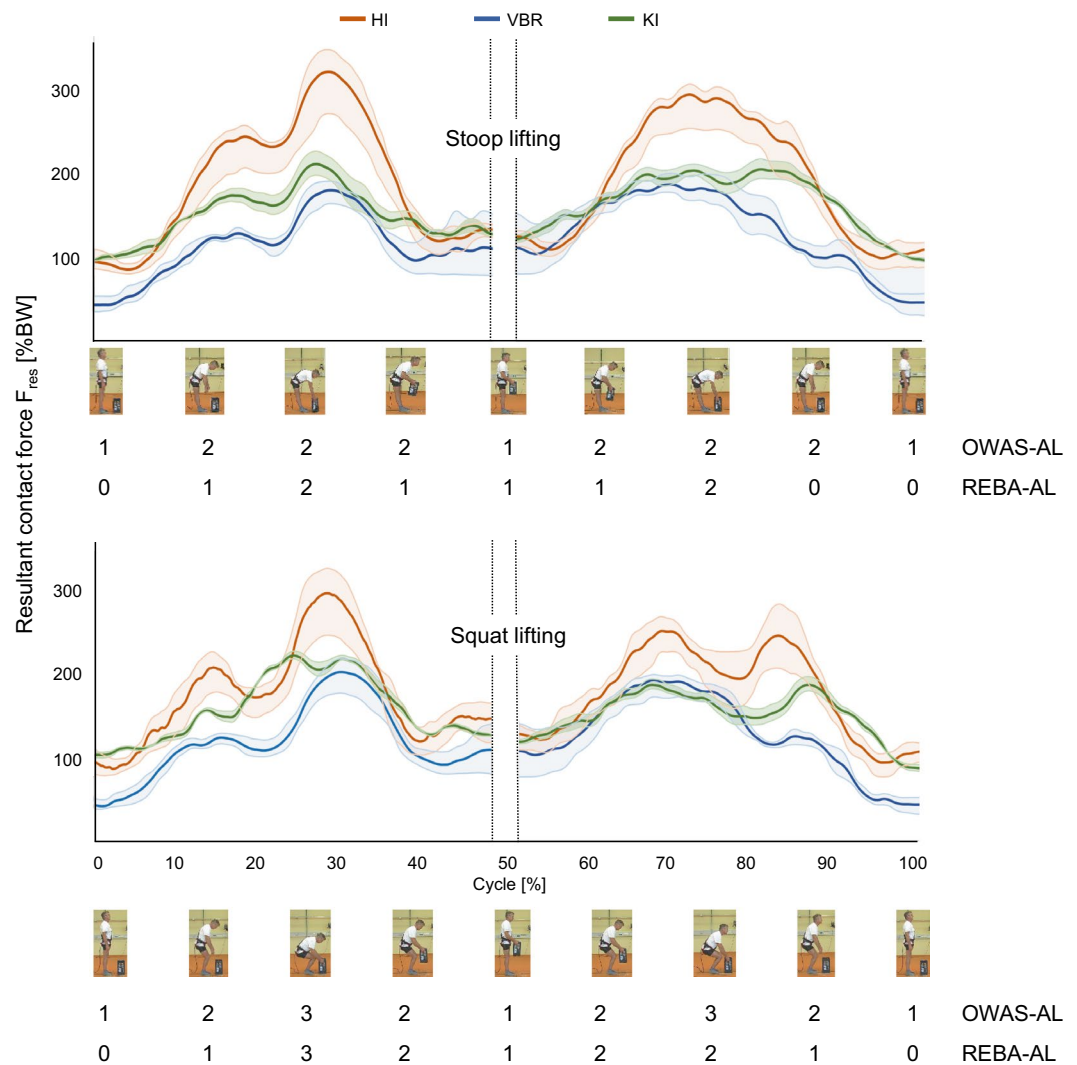 HI VBR KI
Resultant contact force Fres [%BW]
300
Stoop lifting
200
100
1 2 2 2 1 2 2 2 1 OWAS-AL
0 1 2 1 1 1 2 0 0 REBA-AL
300
Squat lifting
200
100
0 10 20 30 40 50 60 70 80 90 100
Cycle [%]
1 2 3 2 1 2 3 2 1 OWAS-AL
0 1 3 2 1 2 2 1 0 REBA-AL